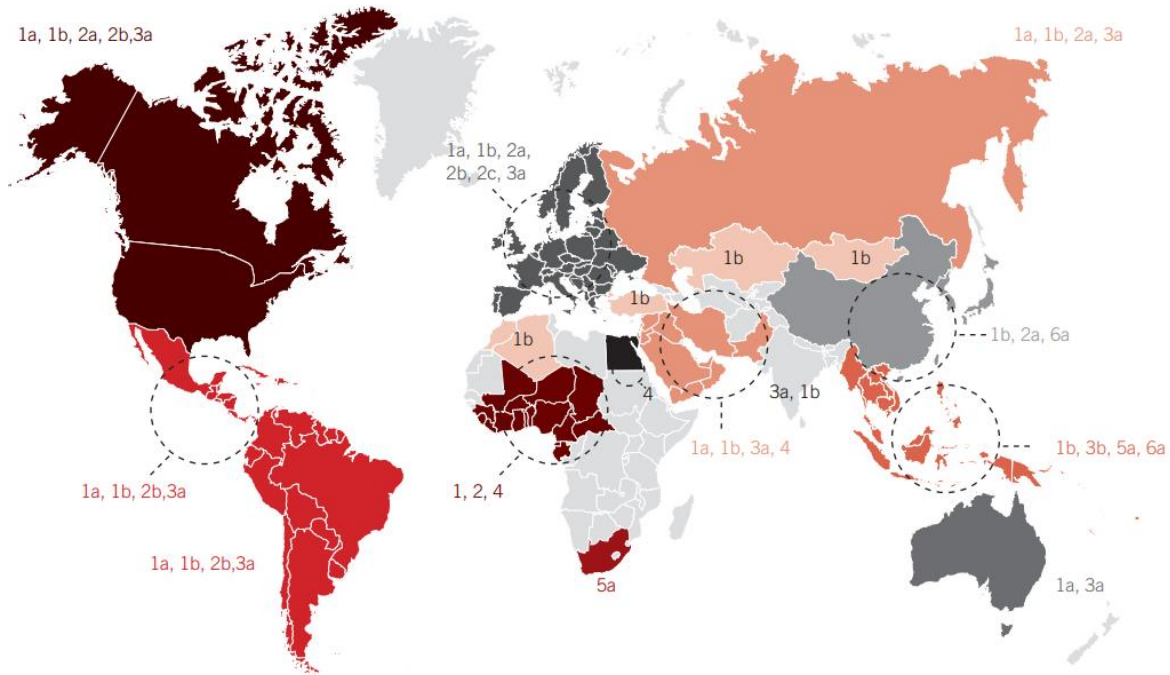 1a, 1b, 2a, 2b,3a
1a, 1b, 2a, 3a
1a, 1b, 2a,
2b, 2c, 3a
1b
1b
1b
1b
1b, 2a, 6a
4
3a, 1b
1a, 1b, 3a, 4
1b, 3b, 5a, 6a
1a, 1b, 2b,3a
1, 2, 4
1a, 1b, 2b,3a
5a
1a, 3a